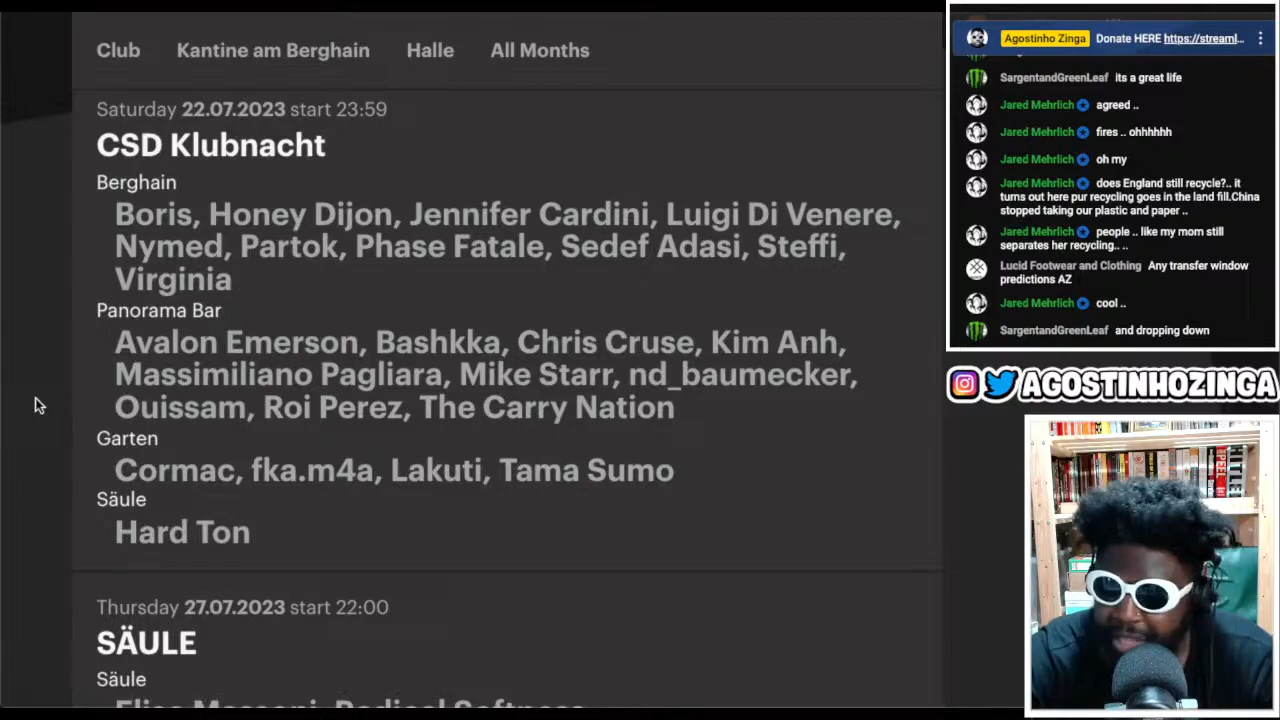 Club Kantine am Berghain Halle All Months
Saturday 22.07.2023 start 23:59
CSD Klubnacht
Berghain
Boris, Honey Dijon, Jennifer Cardini, Luigi Di Venere,
Nymed, Partok, Phase Fatale, Sedef Adasi, Steffi,
Virginia
Panorama Bar
Avalon Emerson, Bashkka, Chris Cruse, Kim Anh,
Massimiliano Pagliara, Mike Starr, nd_baumecker,
Ouissam, Roi Perez, The Carry Nation
Garten
Cormac, fka.m4a, Lakuti, Tama Sumo
Säule
Hard Ton
Thursday 27.07.2023 start 22:00
SÄULE
Säule
Agostinho Zinga Donate HERE https://streaml...
SargentandGreenLeaf its a great life
Jared Mehrlich agreed ..
Jared Mehrlich fires .. ohhhhhh
Jared Mehrlich oh my
Jared Mehrlich does England still recycle?.. it
turns out here pur recycling goes in the land fill.China
stopped taking our plastic and paper ..
Jared Mehrlich people .. like my mom still
separates her recycling.. ..
Lucid Footwear and Clothing Any transfer window
predictions AZ
Jared Mehrlich cool ..
SargentandGreenLeaf and dropping down
AGOSTINHOZINGA